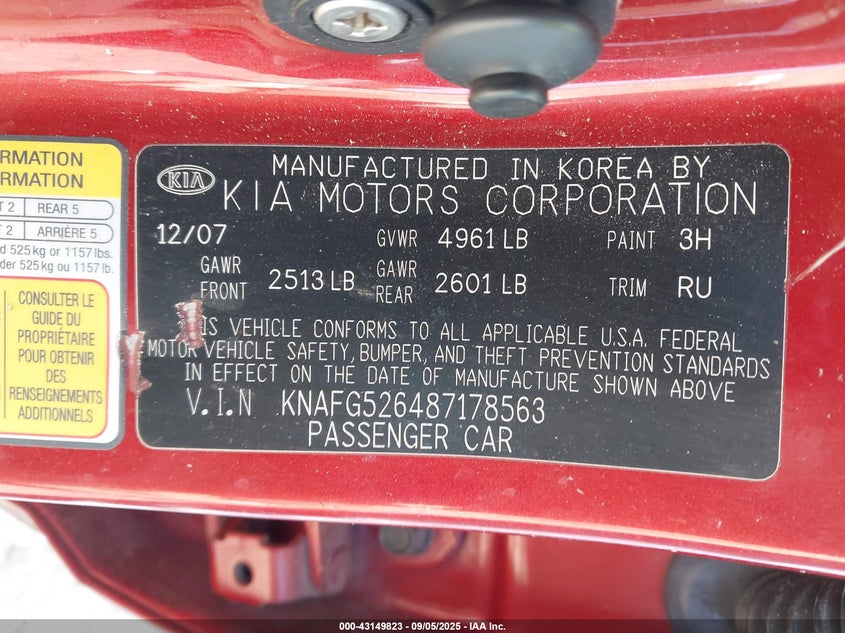 RMATION
ORMATION
T 2 REAR 5
T 2 ARRIÈRE 5
d 525 kg or 1157 lbs.
der 525 kg ou 1157 lb.
CONSULTER LE
GUIDE DU
PROPRIÉTAIRE
POUR OBTENIR
DES
RENSEIGNEMENTS
ADDITIONNELS
KIA
MANUFACTURED IN KOREA BY
KIA MOTORS CORPORATION
12/07 GVWR 4961 LB PAINT 3H
GAWR FRONT 2513 LB GAWR REAR 2601 LB TRIM RU
IS VEHICLE CONFORMS TO ALL APPLICABLE U.S.A. FEDERAL
MOTOR VEHICLE SAFETY, BUMPER, AND THEFT PREVENTION STANDARDS
IN EFFECT ON THE DATE OF MANUFACTURE SHOWN ABOVE
V.I.N KNAFG526487178563
PASSENGER CAR
000-43149823 - 09/05/2025 - IAA Inc.